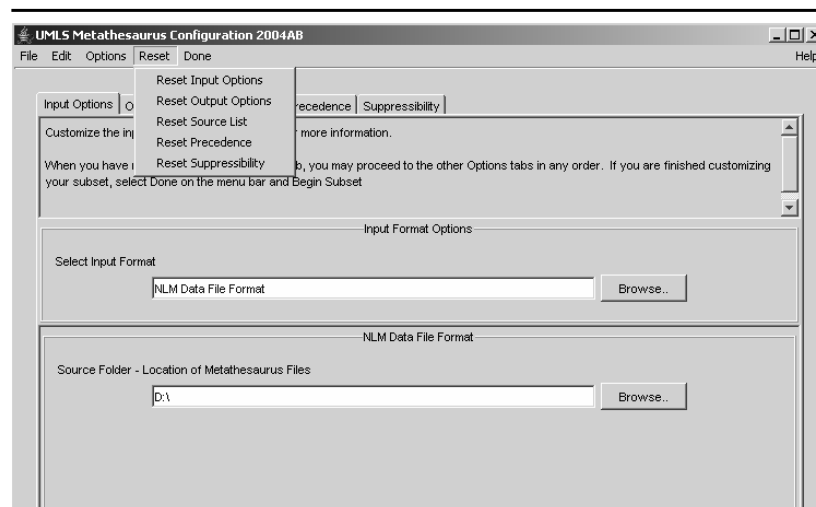 UMLS Metathesaurus Configuration 2004AB
File Edit Options Reset Done Help
Reset Input Options
Reset Output Options
Reset Source List
Reset Precedence
Reset Suppressibility
Input Options O recedence Suppressibility
Customize the inp more information.
When you have b, you may proceed to the other Options tabs in any order. If you are finished customizing
your subset, select Done on the menu bar and Begin Subset
Input Format Options
Select Input Format
NLM Data File Format Browse..
NLM Data File Format
Source Folder - Location of Metathesaurus Files
D:\ Browse..